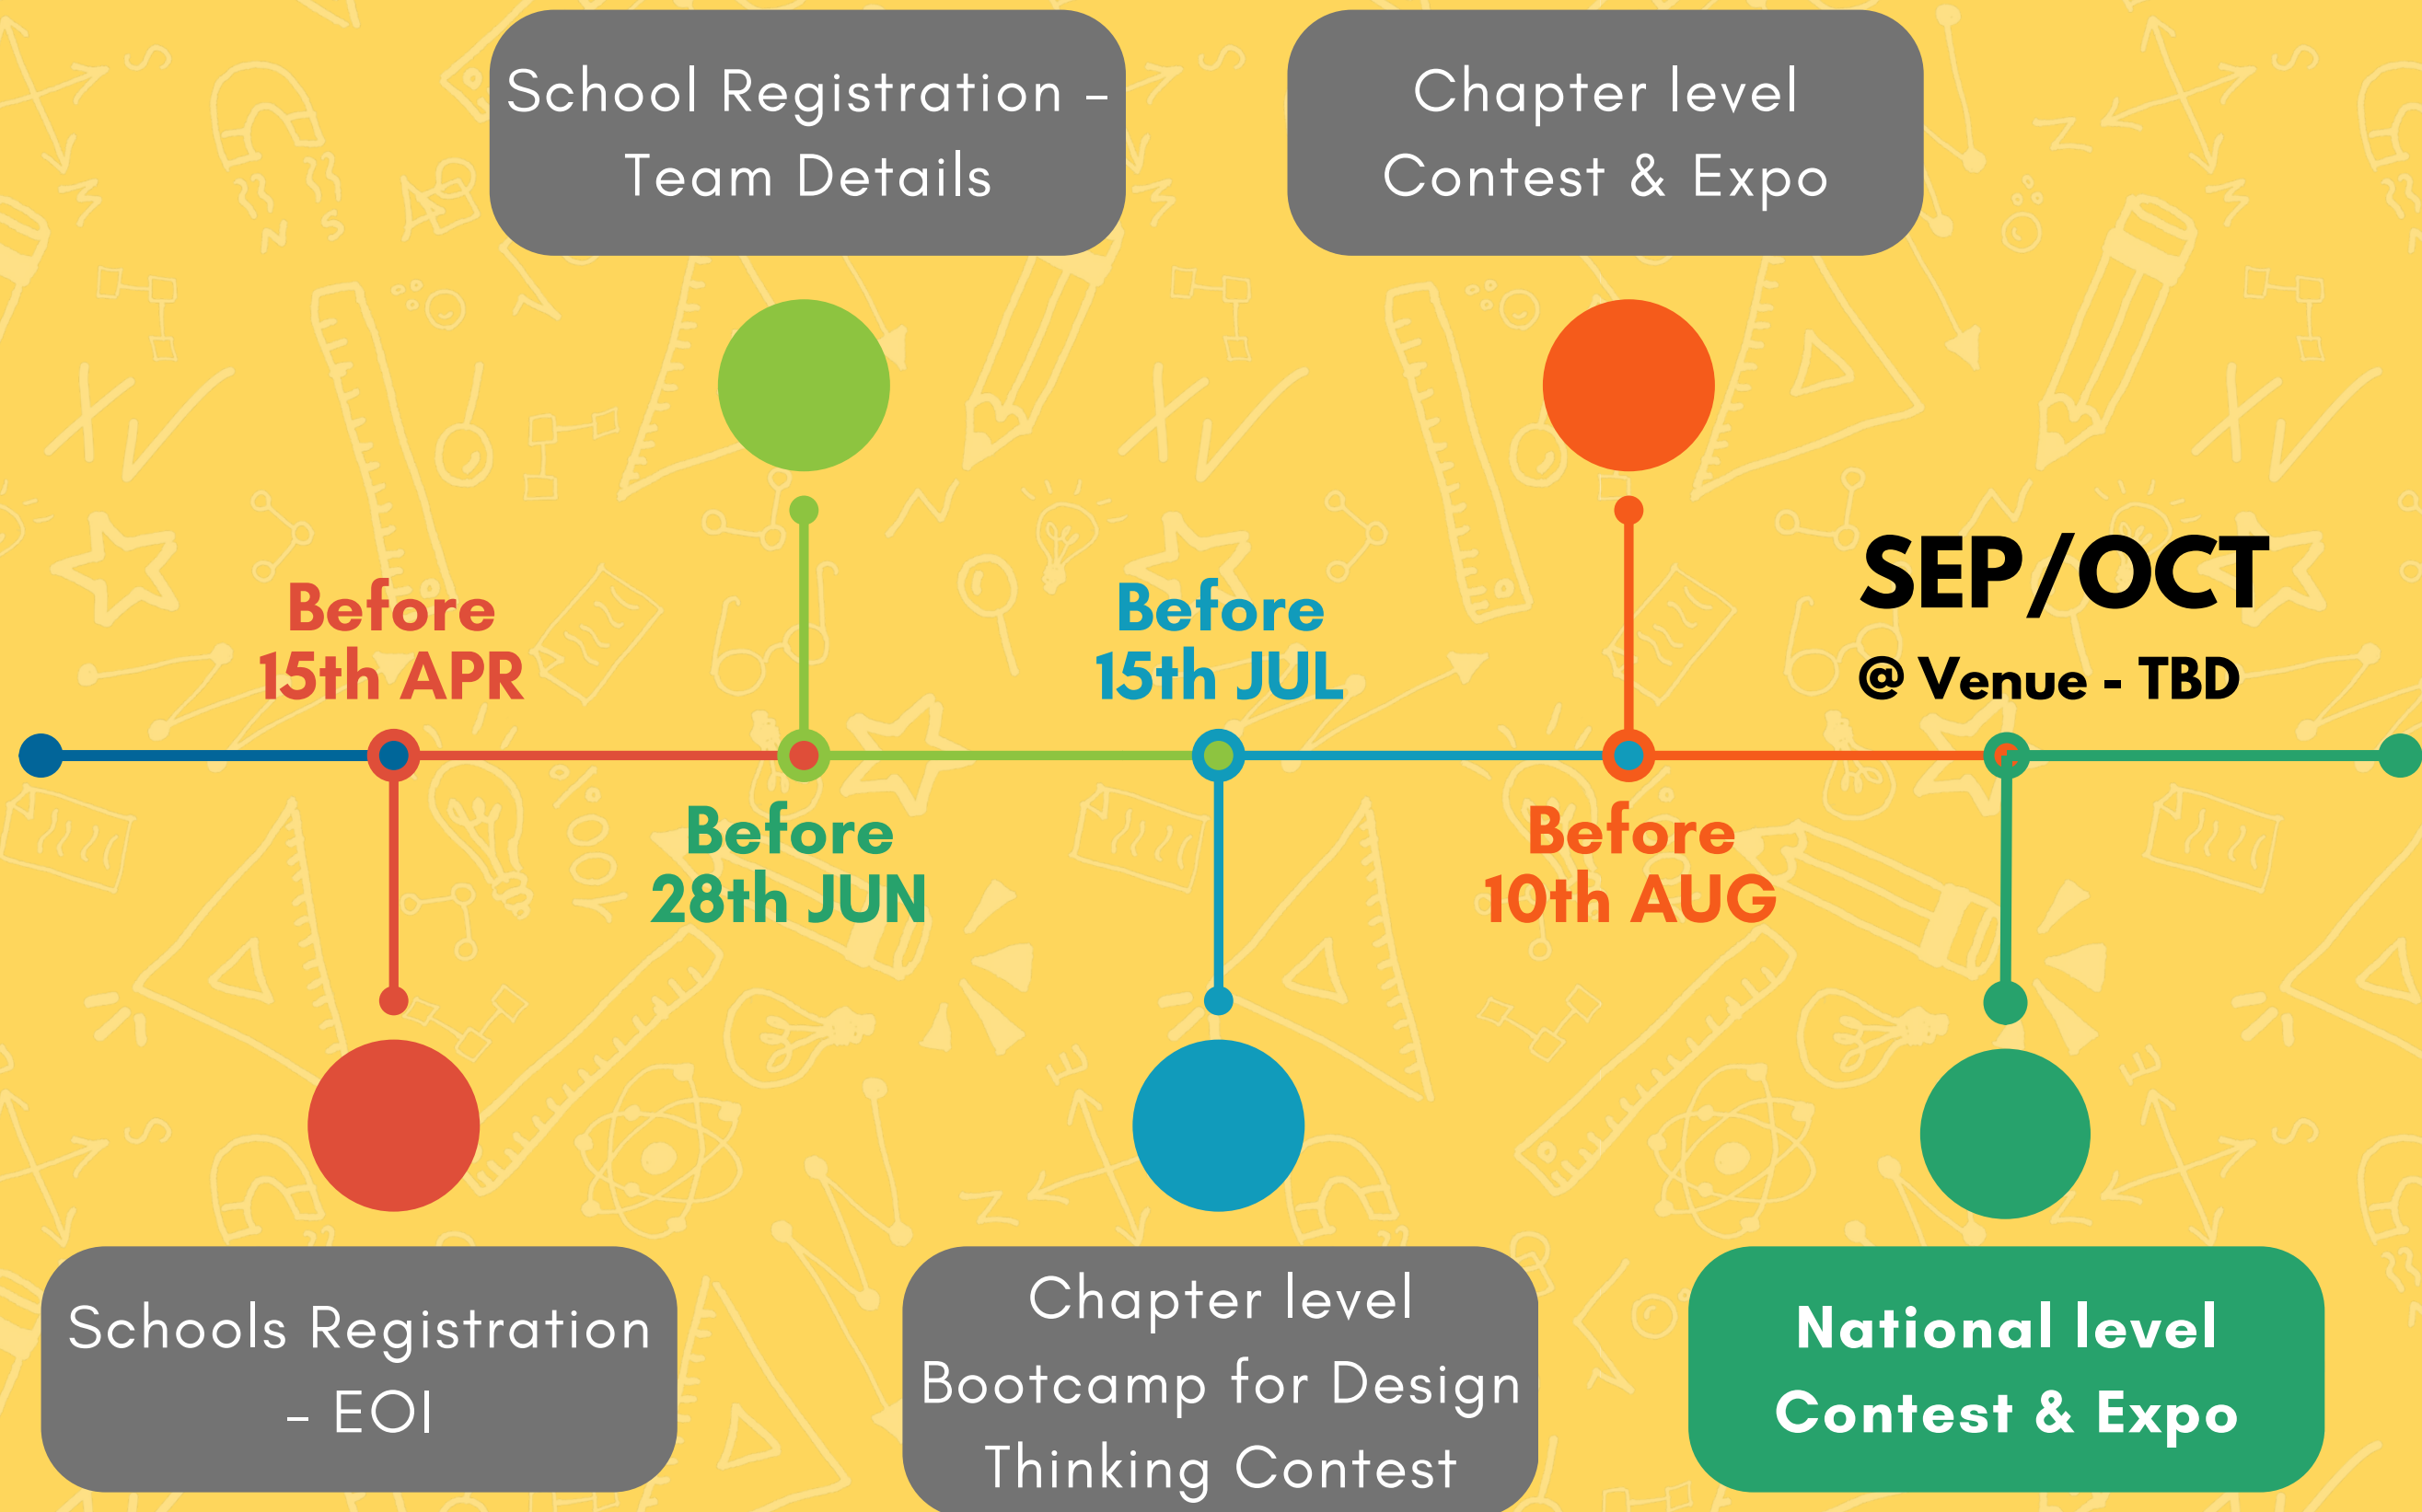 School Registration –
Team Details
Chapter level
Contest & Expo
Before
15th APR
Before
15th JUL
SEP/OCT
@ Venue - TBD
Before
28th JUN
Before
10th AUG
Schools Registration
– EOI
Chapter level
Bootcamp for Design
Thinking Contest
National level
Contest & Expo